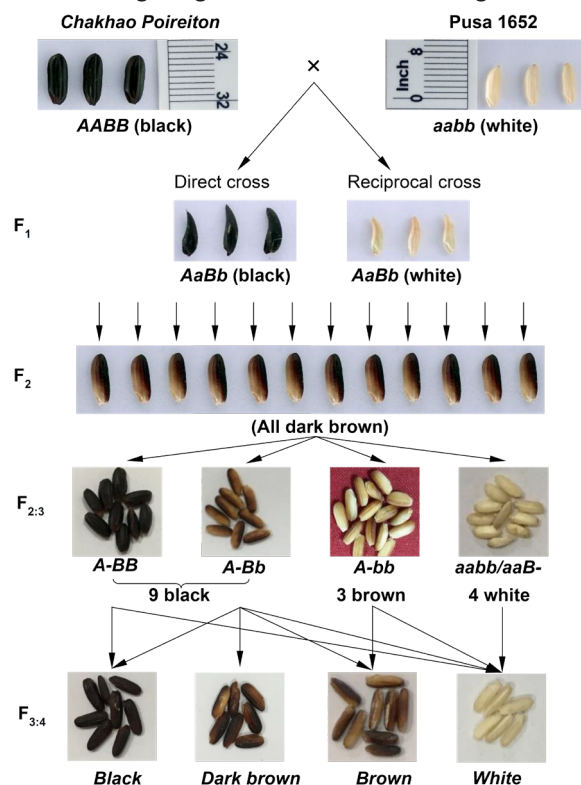 Chakhao Poireiton
Pusa 1652
24
32
Inch
8
0
×
AABB (black)
aabb (white)
Direct cross
Reciprocal cross
F1
AaBb (black)
AaBb (white)
F2
(All dark brown)
F2:3
A-BB
A-Bb
A-bb
aabb/aaB-
9 black
3 brown
4 white
F3:4
Black
Dark brown
Brown
White